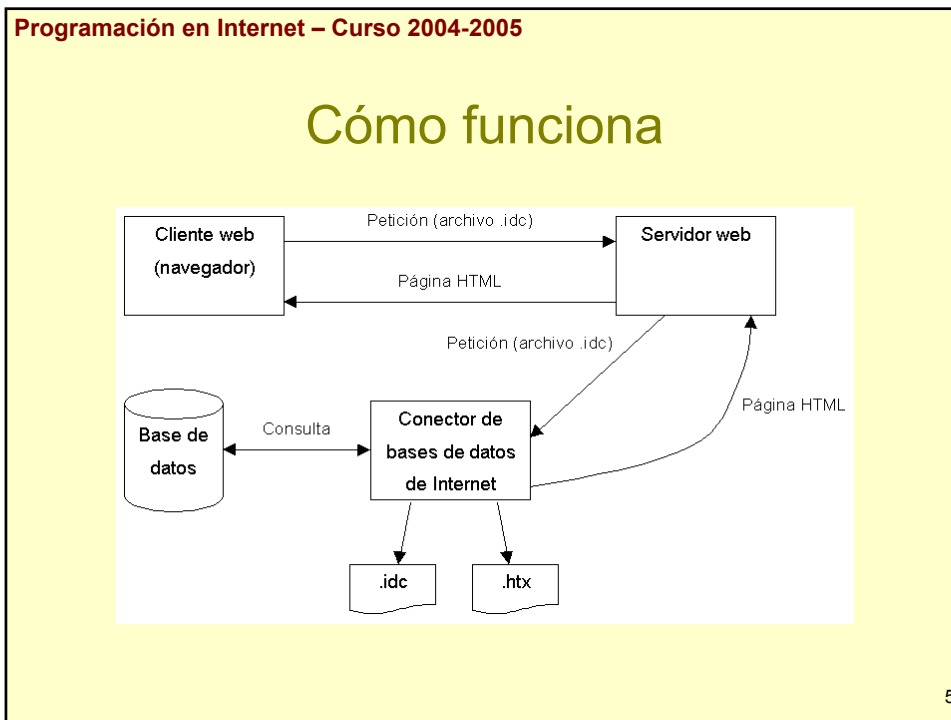 Programación en Internet – Curso 2004-2005
Cómo funciona
Cliente web
(navegador)
Petición (archivo .idc)
Servidor web
Página HTML
Petición (archivo .idc)
Página HTML
Base de
datos
Consulta
Conector de
bases de datos
de Internet
.idc
.htx
5